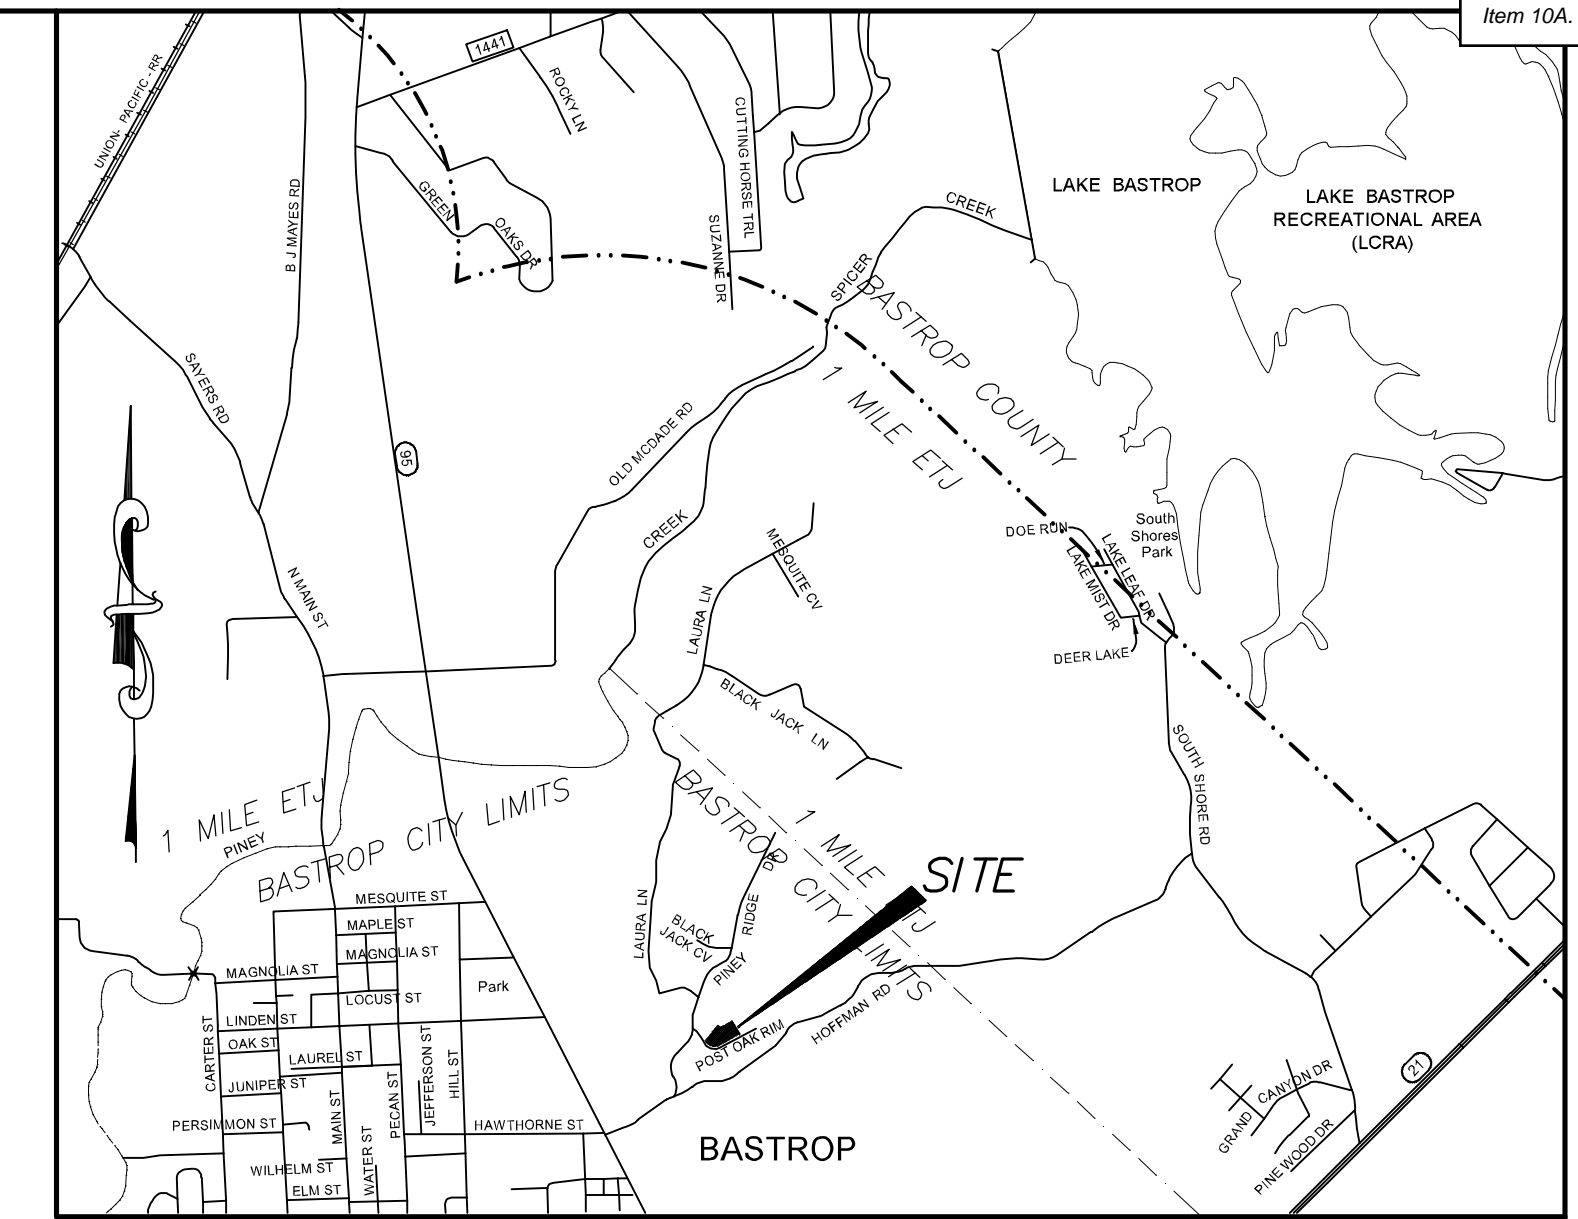 Item 10A.
1441
UNION- PACIFIC -RR
ROCKY LN
CUTTING HORSE TRL
B J MAYES RD
GREEN OAKS DR
SUZANNE DR
LAKE BASTROP
LAKE BASTROP
RECREATIONAL AREA
(LCRA)
SPICER CREEK
BASTROP COUNTY
1 MILE ETJ
SAYERS RD
95
OLD MCDADE RD
CREEK
MESQUITE CV
DOE RUN
South
Shores
Park
LAKE LEAF DR
LAKE MIST DR
DEER LAKE
N MAIN ST
LAURA LN
BLACK JACK LN
SOUTH SHORE RD
1 MILE ETJ
PINEY
BASTROP CITY LIMITS
1 MILE ETJ
BASTROP CITY LIMITS
SITE
MESQUITE ST
MAPLE ST
MAGNOLIA ST
MAGNOLIA ST
LAURA LN
BLACK
JACK CV
PINEY RIDGE DR
Park
LOCUST ST
LINDEN ST
OAK ST
LAUREL ST
CARTER ST
JUNIPER ST
JEFFERSON ST
HILL ST
POST OAK RIM
HOFFMAN RD
PERSIMMON ST
MAIN ST
PECAN ST
WATER ST
HAWTHORNE ST
WILHELM ST
ELM ST
BASTROP
21
GRAND CANYON DR
PINE WOOD DR